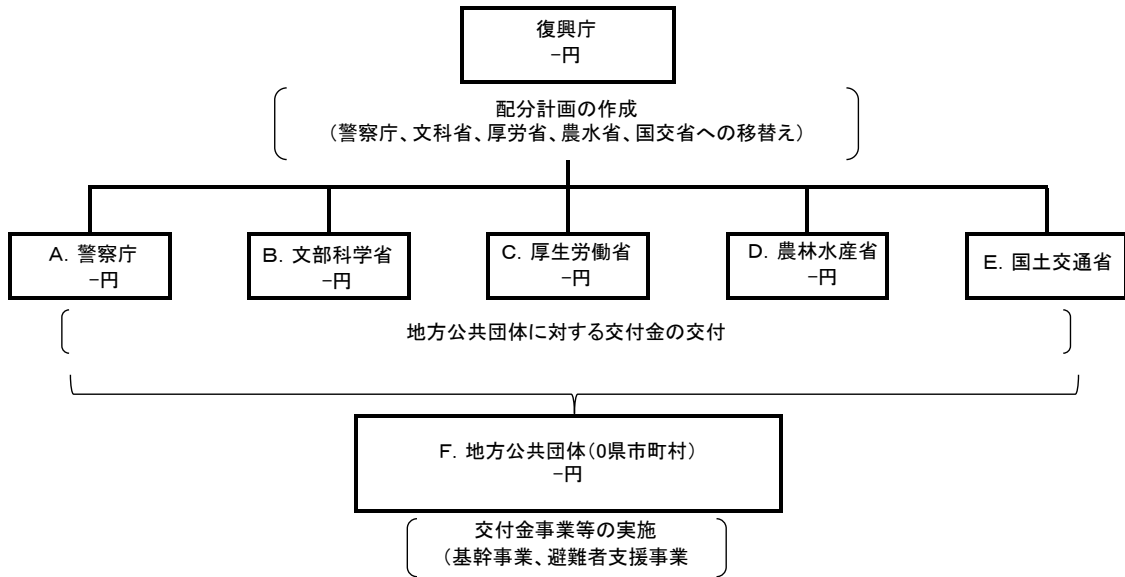 復興庁
-円
配分計画の作成
（警察庁、文科省、厚労省、農水省、国交省への移替え）
A. 警察庁
-円
B. 文部科学省
-円
C. 厚生労働省
-円
D. 農林水産省
-円
E. 国土交通省
地方公共団体に対する交付金の交付
F. 地方公共団体（0県市町村）
-円
交付金事業等の実施
（基幹事業、避難者支援事業